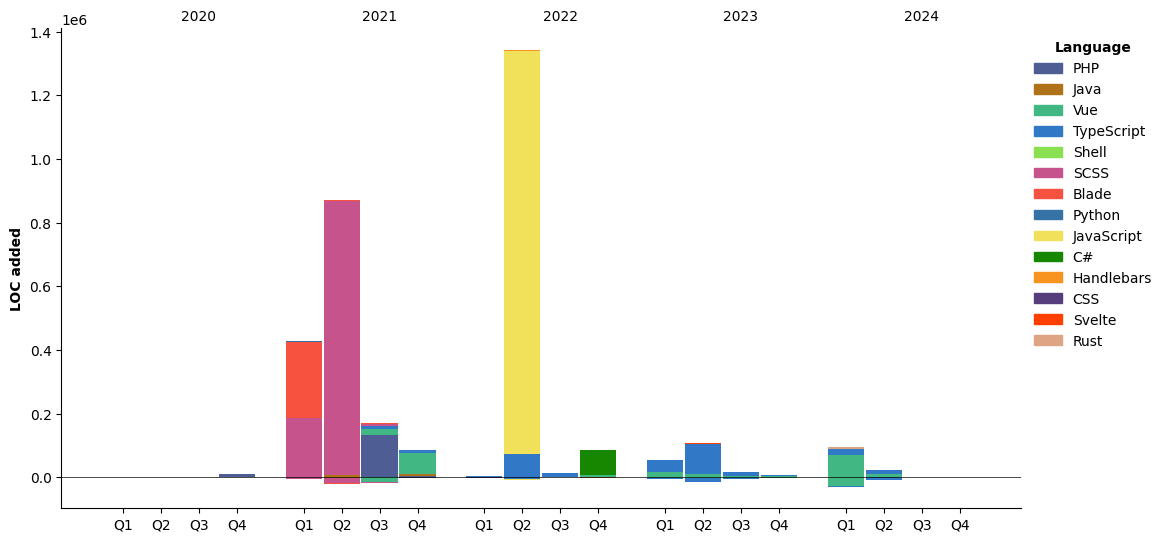 2020 2021 2022 2023 2024
1e6
1.4
1.2
1.0
0.8
0.6
0.4
0.2
0.0
LOC added
Q1 Q2 Q3 Q4 Q1 Q2 Q3 Q4 Q1 Q2 Q3 Q4 Q1 Q2 Q3 Q4 Q1 Q2 Q3 Q4
Language
PHP
Java
Vue
TypeScript
Shell
SCSS
Blade
Python
JavaScript
C#
Handlebars
CSS
Svelte
Rust